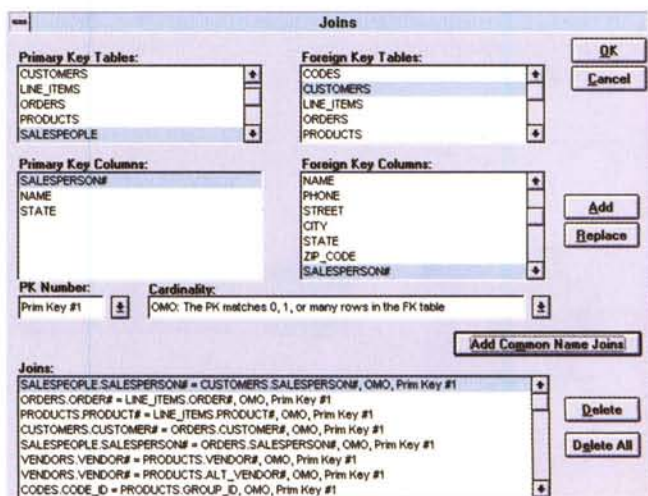 Joins
Primary Key Tables:
CUSTOMERS
LINE_ITEMS
ORDERS
PRODUCTS
SALESPEOPLE
Foreign Key Tables:
CODES
CUSTOMERS
LINE_ITEMS
ORDERS
PRODUCTS
OK
Cancel
Primary Key Columns:
SALESPERSON#
NAME
STATE
Foreign Key Columns:
NAME
PHONE
STREET
CITY
STATE
ZIP_CODE
SALESPERSON#
Add
Replace
PK Number:
Prim Key #1
Cardinality:
OMO: The PK matches 0, 1, or many rows in the FK table
Add Common Name Joins
Joins:
SALESPEOPLE.SALESPERSON# = CUSTOMERS.SALESPERSON#, OMO, Prim Key #1
ORDERS.ORDER# = LINE_ITEMS.ORDER#, OMO, Prim Key #1
PRODUCTS.PRODUCT# = LINE_ITEMS.PRODUCT#, OMO, Prim Key #1
CUSTOMERS.CUSTOMER# = ORDERS.CUSTOMER#, OMO, Prim Key #1
SALESPEOPLE.SALESPERSON# = ORDERS.SALESPERSON#, OMO, Prim Key #1
VENDORS.VENDOR# = PRODUCTS.VENDOR#, OMO, Prim Key #1
VENDORS.VENDOR# = PRODUCTS.ALT_VENDOR#, OMO, Prim Key #1
CODES.CODE_ID = PRODUCTS.GROUP_ID, OMO, Prim Key #1
Delete
Delete All